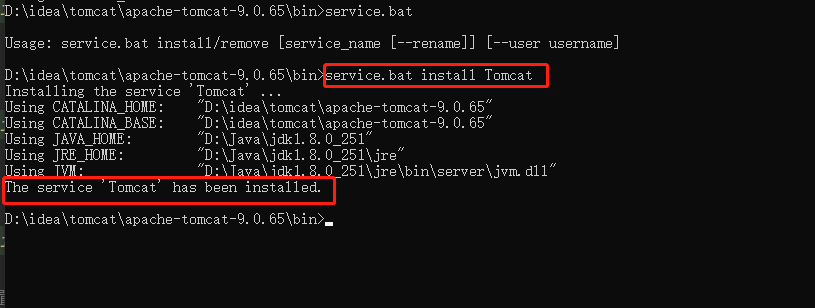 D:\idea\tomcat\apache-tomcat-9.0.65\bin>service.bat
Usage: service.bat install/remove [service_name [--rename]] [--user username]
D:\idea\tomcat\apache-tomcat-9.0.65\bin>service.bat install Tomcat
Installing the service 'Tomcat' ...
Using CATALINA_HOME:    "D:\idea\tomcat\apache-tomcat-9.0.65"
Using CATALINA_BASE:    "D:\idea\tomcat\apache-tomcat-9.0.65"
Using JAVA_HOME:        "D:\Java\jdk1.8.0_251"
Using JRE_HOME:         "D:\Java\jdk1.8.0_251\jre"
Using JVM:              "D:\Java\jdk1.8.0_251\jre\bin\server\jvm.dll"
The service 'Tomcat' has been installed.
D:\idea\tomcat\apache-tomcat-9.0.65\bin>